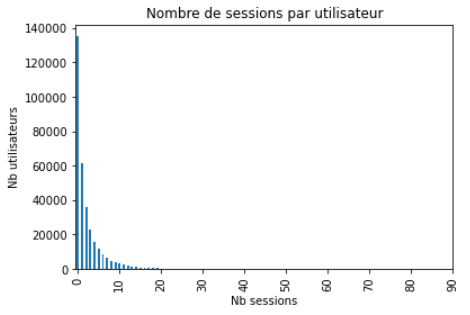 Nombre de sessions par utilisateur
140000
120000
100000
80000
60000
40000
20000
0
Nb utilisateurs
0 10 20 30 40 50 60 70 80 90
Nb sessions